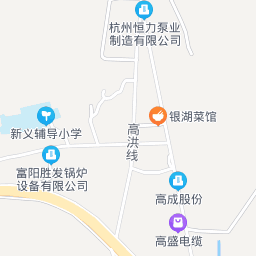 杭州恒力泵业
制造有限公司
银湖菜馆
新义辅导小学
高洪线
富阳胜发锅炉
设备有限公司
高成股份
高盛电缆